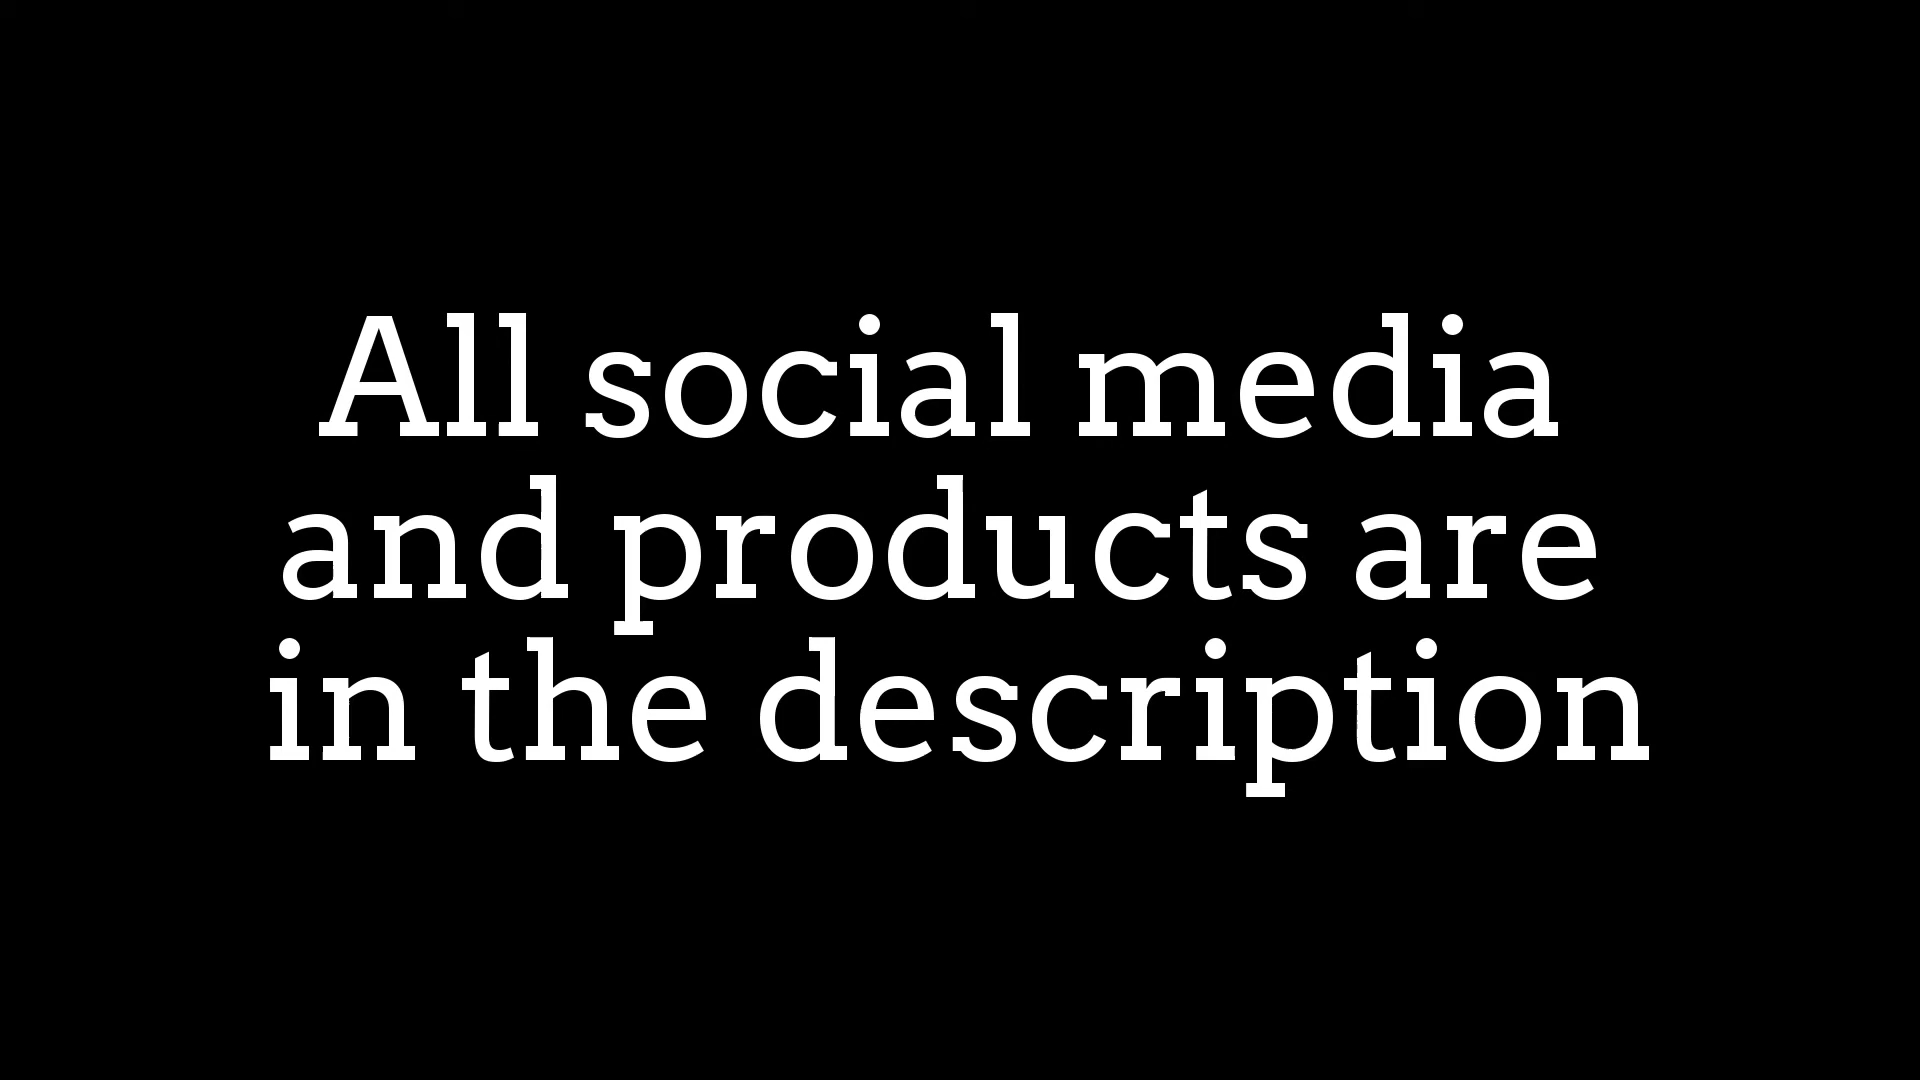 All social media
and products are
in the description